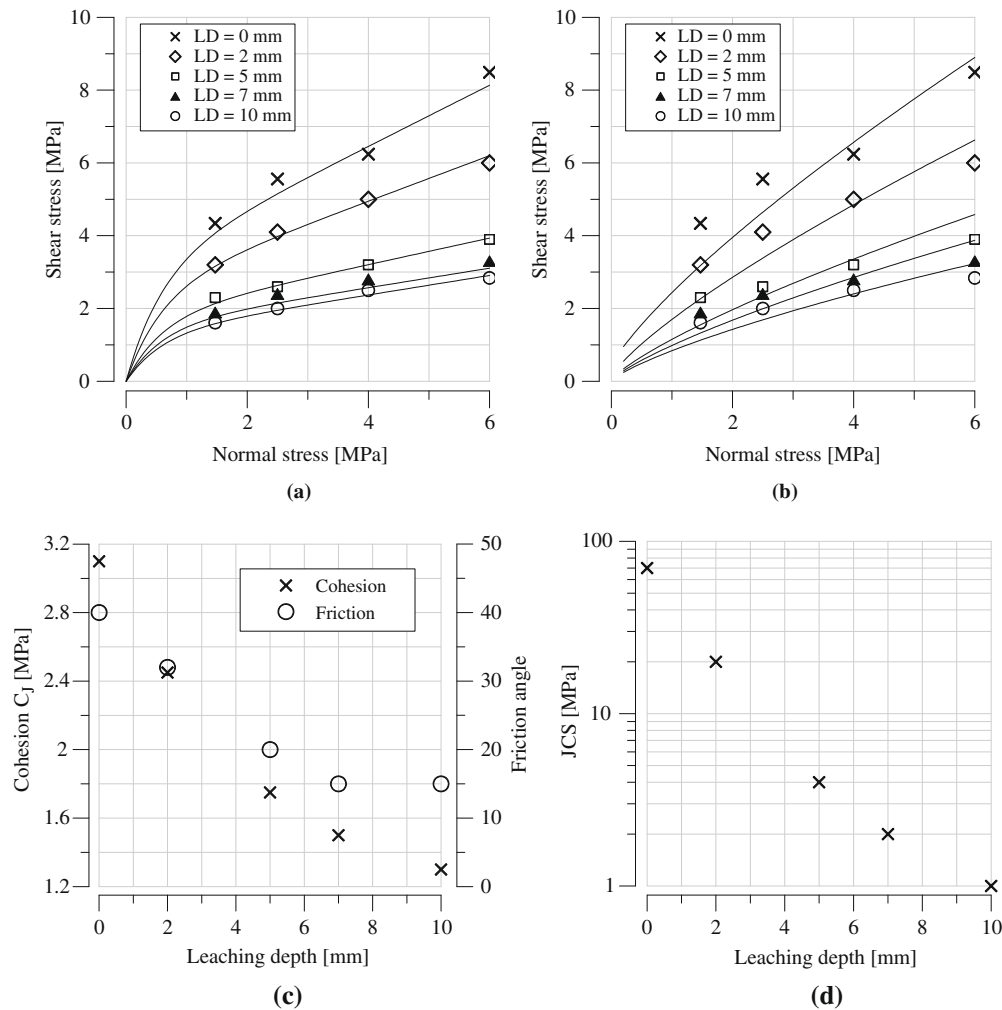 10
8
6
4
2
0
Shear stress [MPa]
LD = 0 mm
LD = 2 mm
LD = 5 mm
LD = 7 mm
LD = 10 mm
0 2 4 6
Normal stress [MPa]
(a)
10
8
6
4
2
0
Shear stress [MPa]
LD = 0 mm
LD = 2 mm
LD = 5 mm
LD = 7 mm
LD = 10 mm
0 2 4 6
Normal stress [MPa]
(b)
3.2
2.8
2.4
2
1.6
1.2
Cohesion CJ [MPa]
Cohesion
Friction
50
40
30
20
10
0
Friction angle
0 2 4 6 8 10
Leaching depth [mm]
(c)
100
10
1
JCS [MPa]
0 2 4 6 8 10
Leaching depth [mm]
(d)